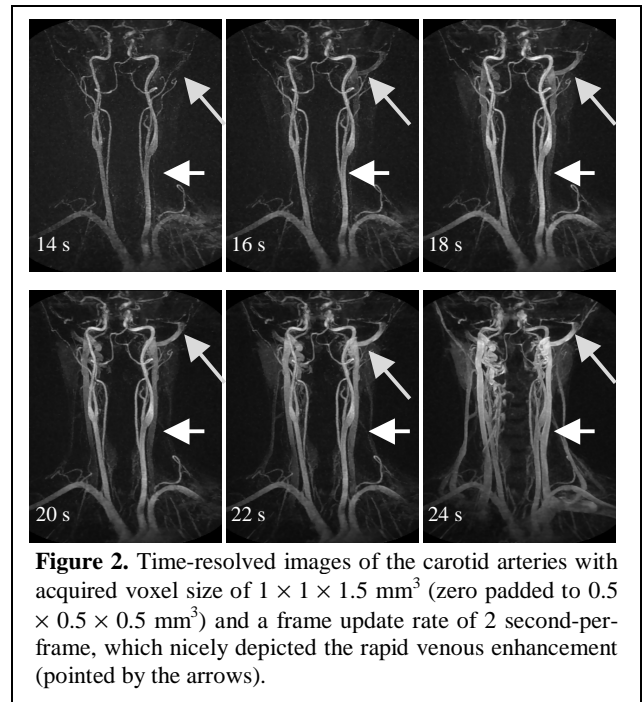 14 s 16 s 18 s
20 s 22 s 24 s
Figure 2. Time-resolved images of the carotid arteries with
acquired voxel size of 1 × 1 × 1.5 mm³ (zero padded to 0.5
× 0.5 × 0.5 mm³) and a frame update rate of 2 second-per-
frame, which nicely depicted the rapid venous enhancement
(pointed by the arrows).